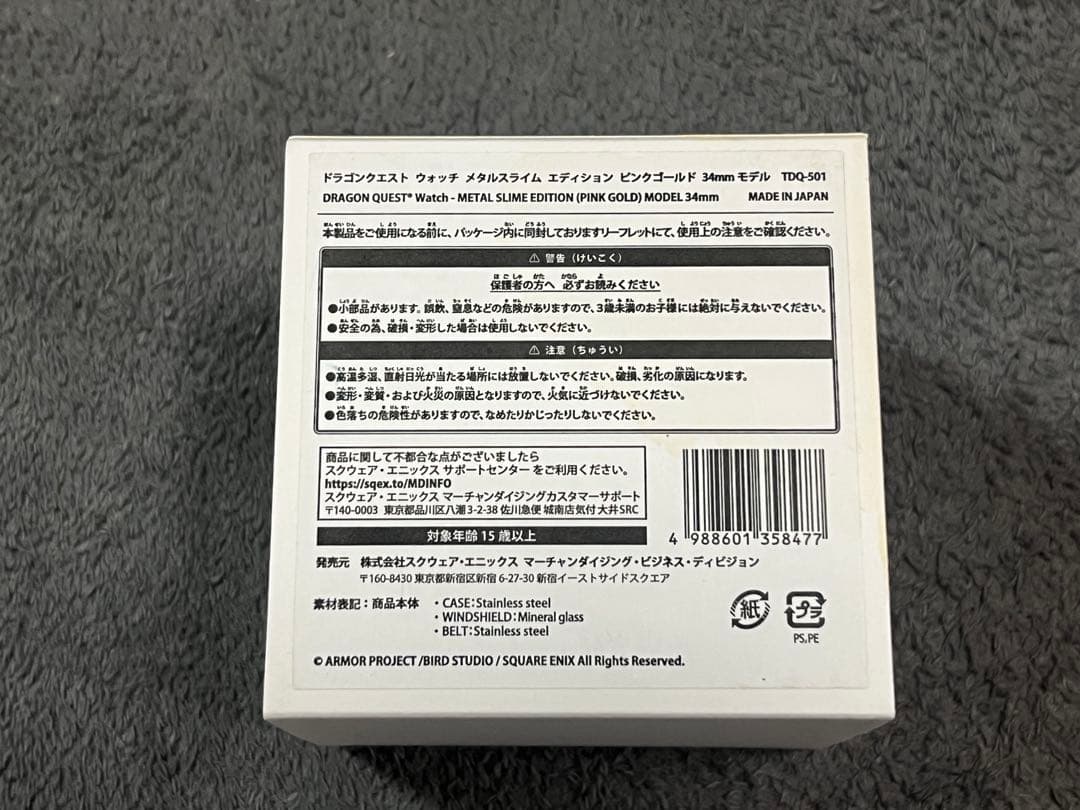 ドラゴンクエスト ウォッチ メタルスライム エディション ピンクゴールド 34mm モデル TDQ-501
DRAGON QUEST® Watch - METAL SLIME EDITION (PINK GOLD) MODEL 34mm MADE IN JAPAN
本製品をご使用になる前に、パッケージ内に同封しておりますリーフレットにて、使用上の注意をご確認ください。
⚠ 警告（けいこく）
保護者の方へ 必ずお読みください
●小部品があります。誤飲、窒息などの危険がありますので、3歳未満のお子様には絶対に与えないでください。
●安全の為、破損・変形した場合は使用しないでください。
⚠ 注意（ちゅうい）
●高温多湿、直射日光が当たる場所には放置しないでください。破損、劣化の原因になります。
●変形・変質・および火災の原因となりますので、火気に近づけないでください。
●色落ちの危険性がありますので、なめたりかじったりしないでください。
商品に関して不都合な点がございましたら
スクウェア・エニックス サポートセンター をご利用ください。
https://sqex.to/MDINFO
スクウェア・エニックス マーチャンダイジングカスタマーサポート
〒140-0003 東京都品川区八潮 3-2-38 佐川急便 城南店気付 大井 SRC
対象年齢 15 歳以上
4 988601 358477
発売元 株式会社スクウェア・エニックス マーチャンダイジング・ビジネス・ディビジョン
〒160-8430 東京都新宿区新宿 6-27-30 新宿イーストサイドスクエア
素材表記：商品本体 ・CASE：Stainless steel
・WINDSHIELD：Mineral glass
・BELT：Stainless steel
紙 プラ
PS,PE
© ARMOR PROJECT /BIRD STUDIO / SQUARE ENIX All Rights Reserved.